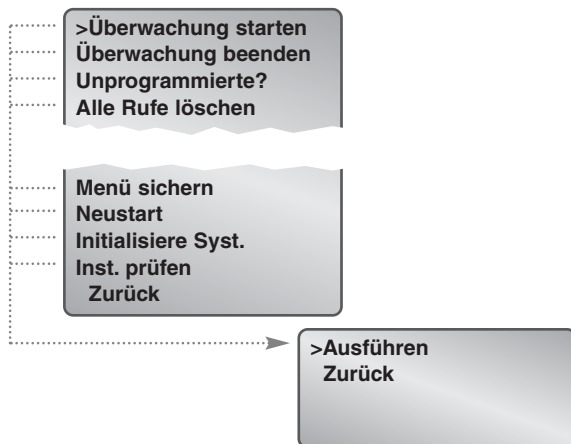 >Überwachung starten
Überwachung beenden
Unprogrammierte?
Alle Rufe löschen
Menü sichern
Neustart
Initialisiere Syst.
Inst. prüfen
Zurück
>Ausführen
Zurück